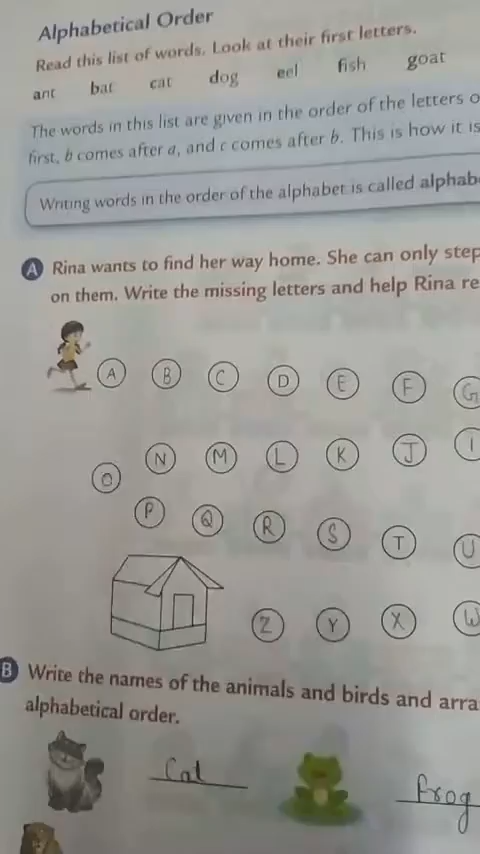 Alphabetical Order
Read this list of words. Look at their first letters.
ant bat cat dog eel fish goat
The words in this list are given in the order of the letters o
first, b comes after a, and c comes after b. This is how it is
Writing words in the order of the alphabet is called alphab
A Rina wants to find her way home. She can only step
on them. Write the missing letters and help Rina re
A B C D E F G
O N M L K J I
P Q R S T U
Z Y X W
B Write the names of the animals and birds and arra
alphabetical order.
Cat frog